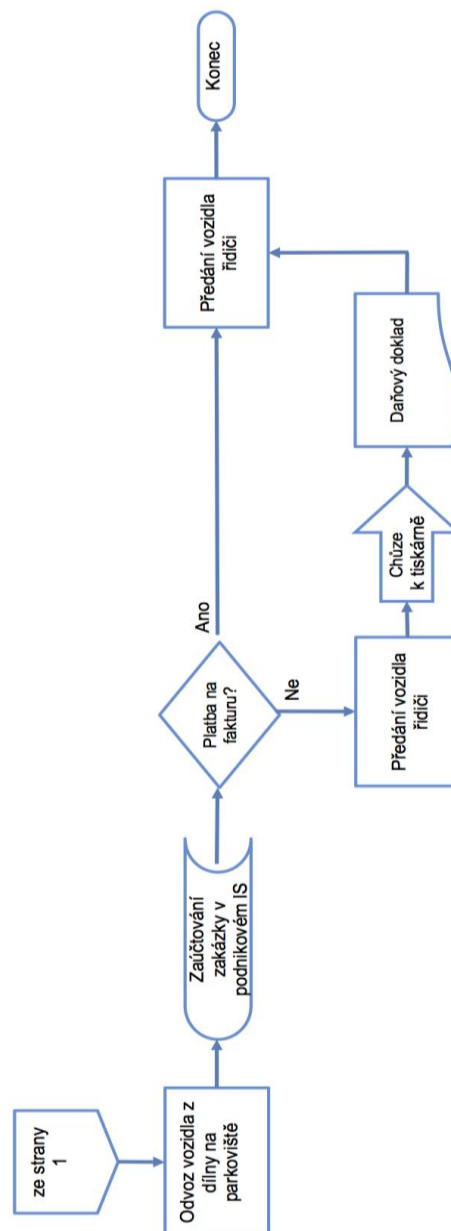 ze strany
1
Odvoz vozidla z
dílny na
parkoviště
Zaúčtování
zakázky v
podnikovém IS
Platba na
fakturu?
Ano
Ne
Předání vozidla
řidiči
Chůze
k tiskárně
Daňový doklad
Předání vozidla
řidiči
Konec